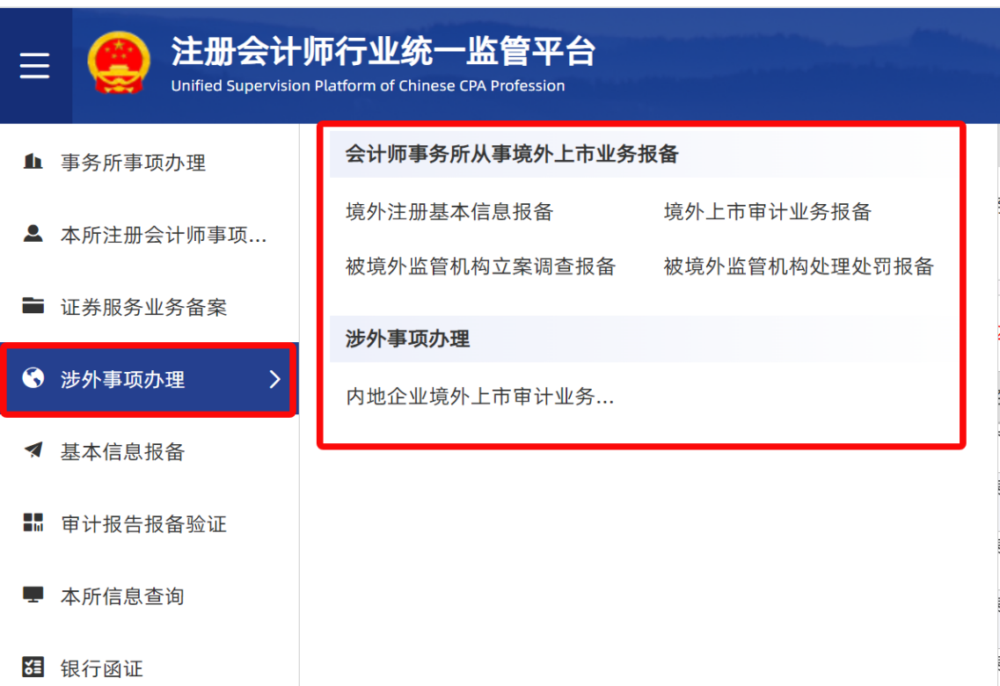 注册会计师行业统一监管平台
Unified Supervision Platform of Chinese CPA Profession
事务所事项办理
本所注册会计师事项...
证券服务业务备案
涉外事项办理
基本信息报备
审计报告报备验证
本所信息查询
银行函证
会计师事务所从事境外上市业务报备
境外注册基本信息报备 境外上市审计业务报备
被境外监管机构立案调查报备 被境外监管机构处理处罚报备
涉外事项办理
内地企业境外上市审计业务...